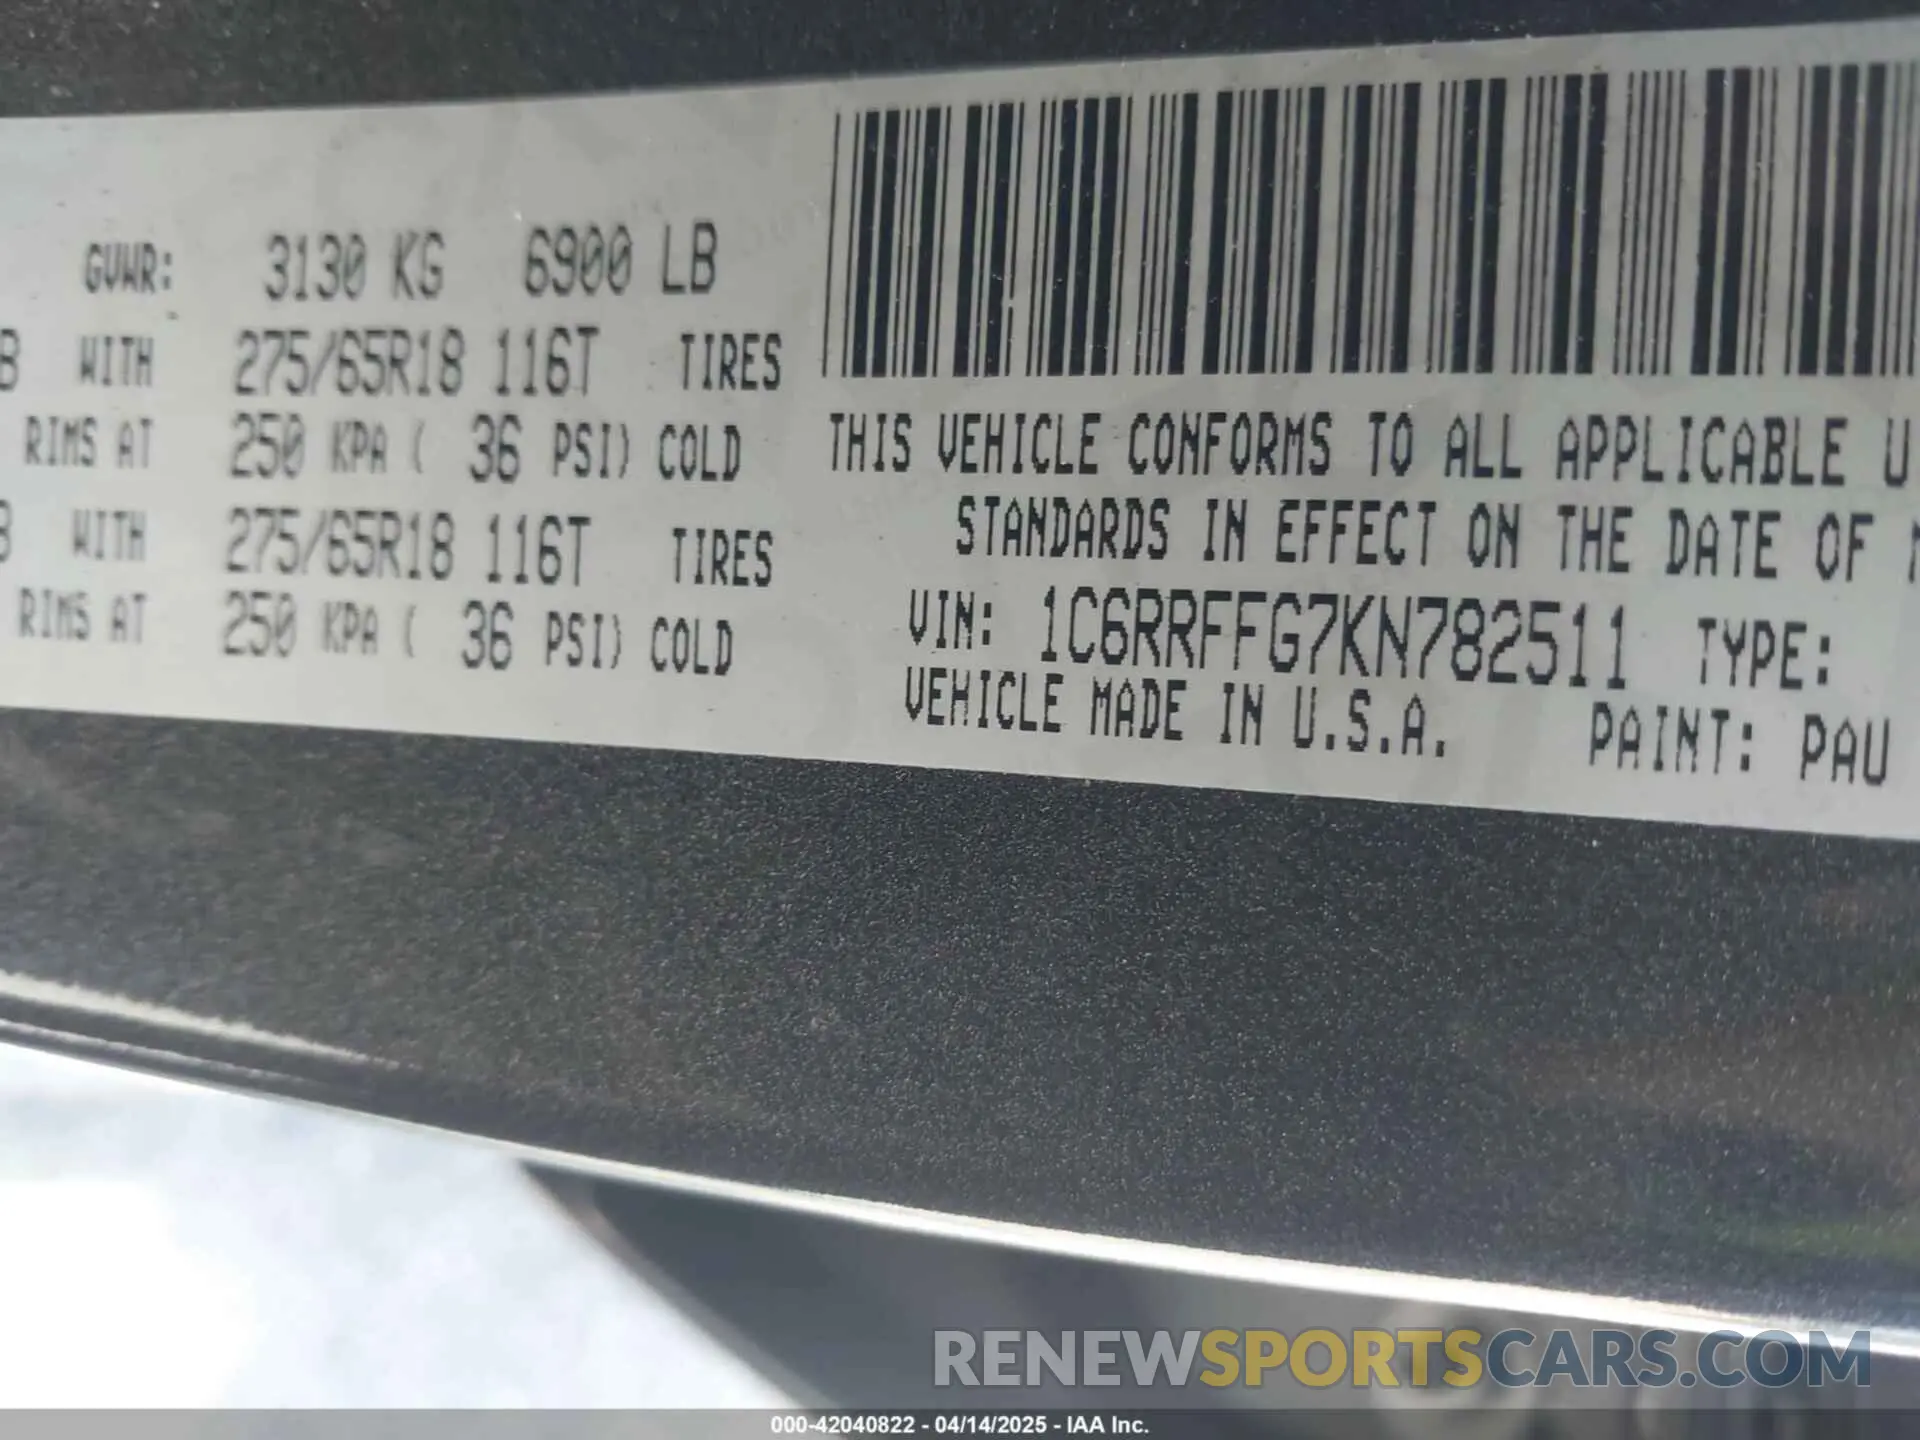 GVWR: 3130 KG 6900 LB
B WITH 275/65R18 116T TIRES
RIMS AT 250 KPA ( 36 PSI) COLD
B WITH 275/65R18 116T TIRES
RIMS AT 250 KPA ( 36 PSI) COLD
THIS VEHICLE CONFORMS TO ALL APPLICABLE U
STANDARDS IN EFFECT ON THE DATE OF
VIN: 1C6RRFFG7KN782511 TYPE:
VEHICLE MADE IN U.S.A. PAINT: PAU
RENEWSPORTSCARS.COM
000-42040822 - 04/14/2025 - IAA Inc.